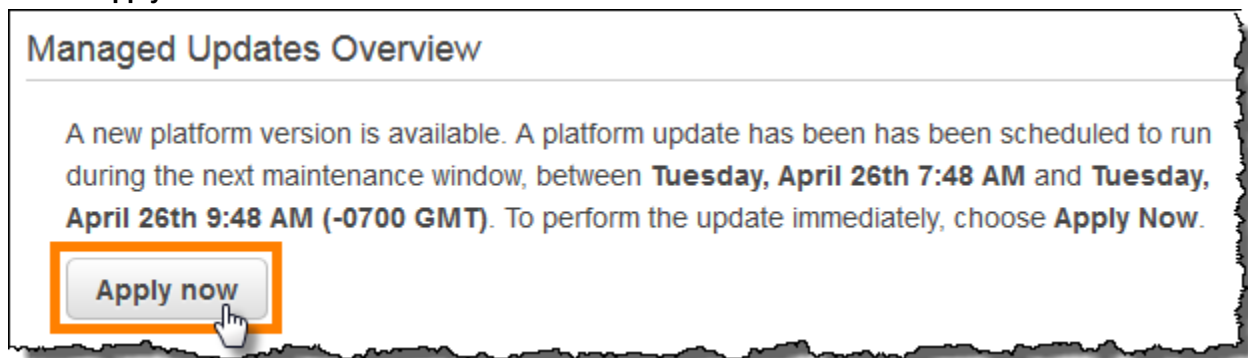 Managed Updates Overview
A new platform version is available. A platform update has been has been scheduled to run
during the next maintenance window, between Tuesday, April 26th 7:48 AM and Tuesday,
April 26th 9:48 AM (-0700 GMT). To perform the update immediately, choose Apply Now.
Apply now